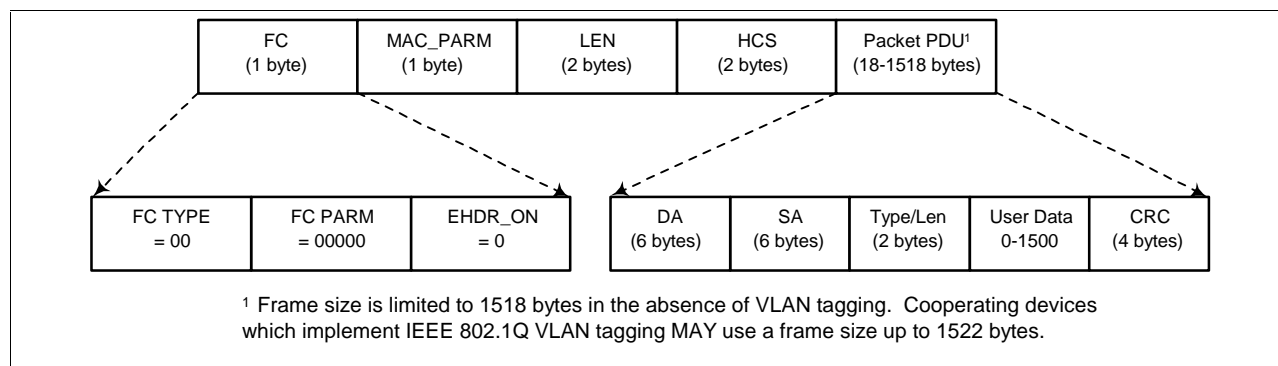 FC
(1 byte)
MAC_PARM
(1 byte)
LEN
(2 bytes)
HCS
(2 bytes)
Packet PDU¹
(18-1518 bytes)
FC TYPE
= 00
FC PARM
= 00000
EHDR_ON
= 0
DA
(6 bytes)
SA
(6 bytes)
Type/Len
(2 bytes)
User Data
0-1500
CRC
(4 bytes)
¹ Frame size is limited to 1518 bytes in the absence of VLAN tagging. Cooperating devices
which implement IEEE 802.1Q VLAN tagging MAY use a frame size up to 1522 bytes.